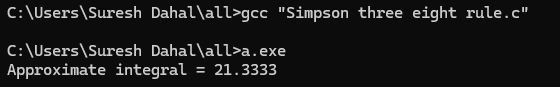 C:\Users\Suresh Dahal\all>gcc "Simpson three eight rule.c"
C:\Users\Suresh Dahal\all>a.exe
Approximate integral = 21.3333